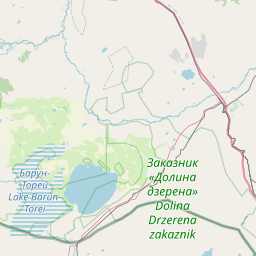 Заказник
«Долина
дзерена»
Dolina
Drzerena
zakaznik
Барун-
Торей
Lake-Barun
Torei